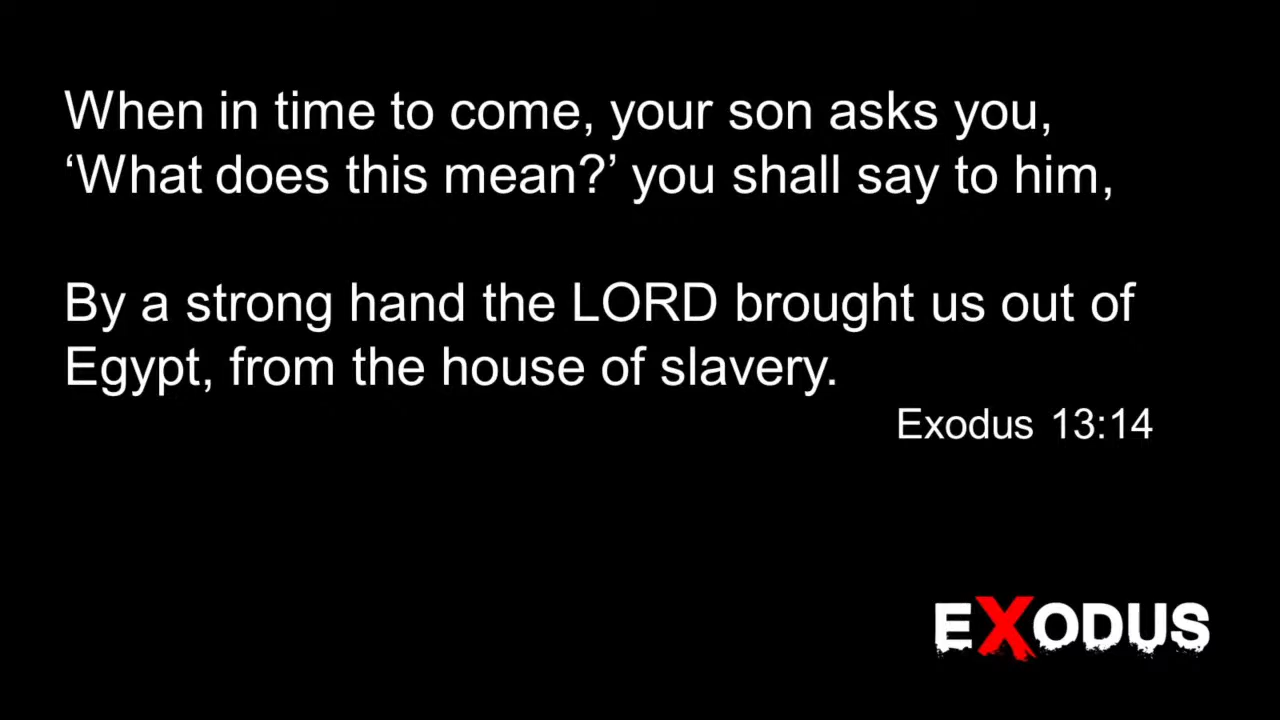 When in time to come, your son asks you,
‘What does this mean?’ you shall say to him,
By a strong hand the LORD brought us out of
Egypt, from the house of slavery.
Exodus 13:14
EXODUS